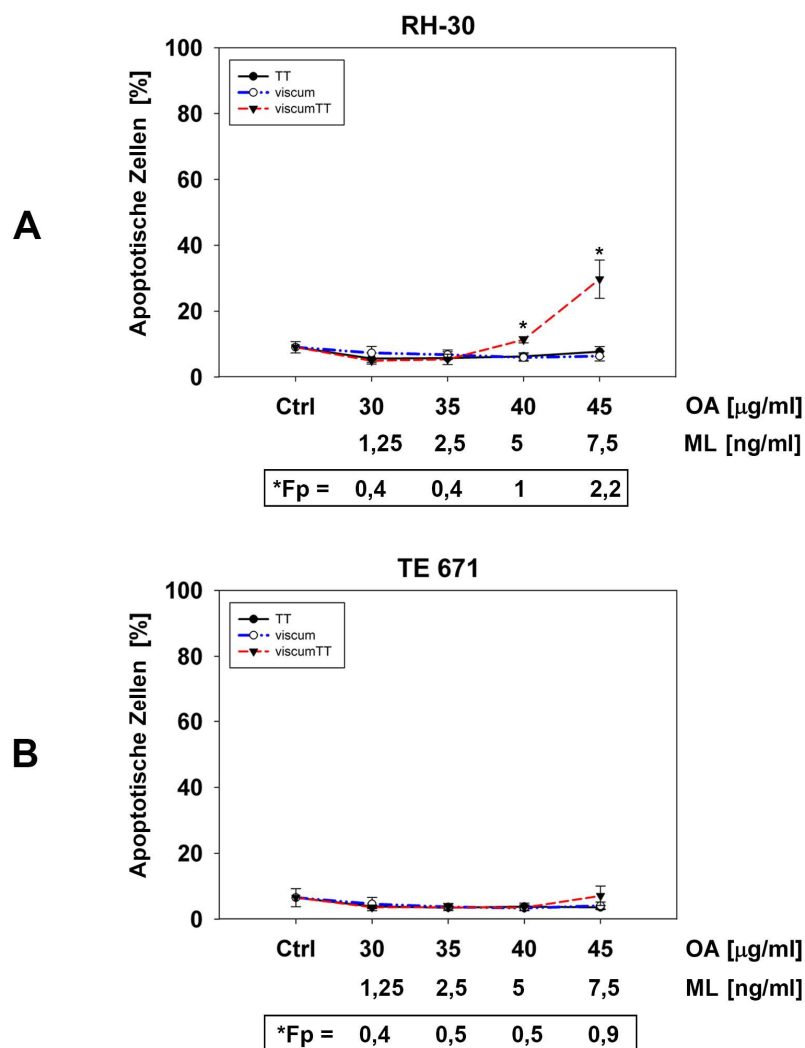 RH-30
A
Apoptotische Zellen [%]
100
80
60
40
20
0
TT
viscum
viscumTT
*
*
Ctrl 30 35 40 45 OA [µg/ml]
1,25 2,5 5 7,5 ML [ng/ml]
*Fp = 0,4 0,4 1 2,2
TE 671
B
Apoptotische Zellen [%]
100
80
60
40
20
0
TT
viscum
viscumTT
Ctrl 30 35 40 45 OA [µg/ml]
1,25 2,5 5 7,5 ML [ng/ml]
*Fp = 0,4 0,5 0,5 0,9